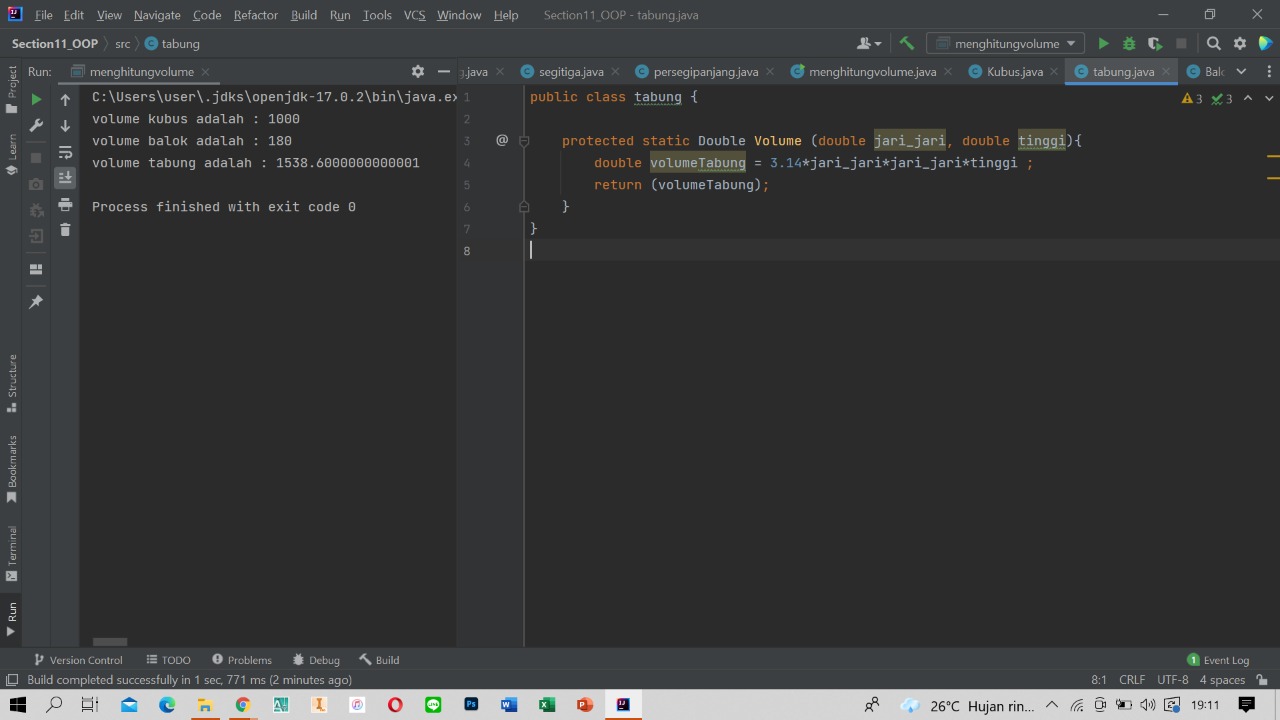 File Edit View Navigate Code Refactor Build Run Tools VCS Window Help Section11_OOP - tabung.java
Section11_OOP src tabung menghitungvolume
Run: menghitungvolume
.java segitiga.java persegipanjang.java menghitungvolume.java Kubus.java tabung.java Bal
Project
Learn
Structure
Bookmarks
Terminal
Run
C:\Users\user\.jdks\openjdk-17.0.2\bin\java.ex
volume kubus adalah : 1000
volume balok adalah : 180
volume tabung adalah : 1538.6000000000001
Process finished with exit code 0
1 public class tabung {
2
3 @ protected static Double Volume (double jari_jari, double tinggi){
4 double volumeTabung = 3.14*jari_jari*jari_jari*tinggi ;
5 return (volumeTabung);
6 }
7 }
8
3 3
Version Control TODO Problems Debug Build 1 Event Log
Build completed successfully in 1 sec, 771 ms (2 minutes ago) 8:1 CRLF UTF-8 4 spaces
26°C Hujan rin... 19:11